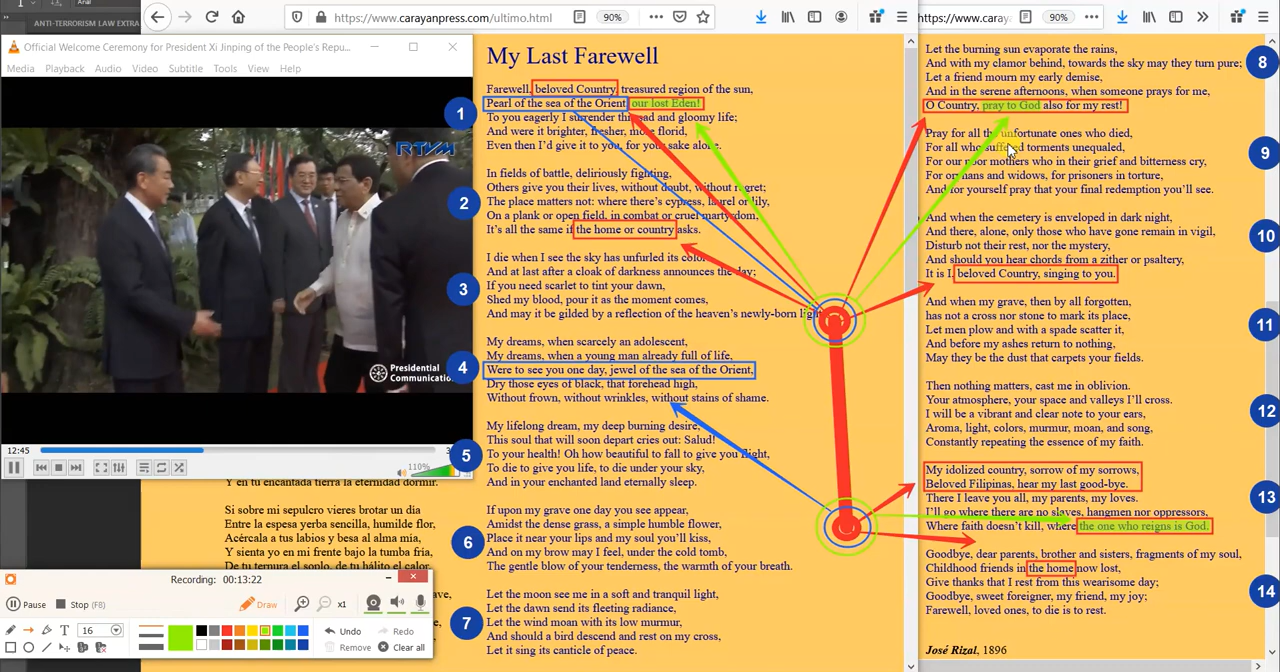 Anal
ANTI-TERRORISM LAW EXTRA
https://www.carayanpress.com/ultimo.html
90%
https://www.caraya
90%
Official Welcome Ceremony for President Xi Jinping of the People's Repu...
Media Playback Audio Video Subtitle Tools View Help
RTVM
Presidential
Communicatio
12:45
110%
My Last Farewell
1
Farewell, beloved Country, treasured region of the sun,
Pearl of the sea of the Orient, our lost Eden!
To you eagerly I surrender this sad and gloomy life;
And were it brighter, fresher, more florid,
Even then I'd give it to you, for your sake alone.
2
In fields of battle, deliriously fighting,
Others give you their lives, without doubt, without regret;
The place matters not: where there's cypress, laurel or lily,
On a plank or open field, in combat or cruel martyrdom,
It's all the same if the home or country asks.
3
I die when I see the sky has unfurled its colors
And at last after a cloak of darkness announces the day;
If you need scarlet to tint your dawn,
Shed my blood, pour it as the moment comes,
And may it be gilded by a reflection of the heaven's newly-born light
4
My dreams, when scarcely an adolescent,
My dreams, when a young man already full of life,
Were to see you one day, jewel of the sea of the Orient,
Dry those eyes of black, that forehead high,
Without frown, without wrinkles, without stains of shame.
5
My lifelong dream, my deep burning desire,
This soul that will soon depart cries out: Salud!
To your health! Oh how beautiful to fall to give you flight,
To die to give you life, to die under your sky,
And in your enchanted land eternally sleep.
6
If upon my grave one day you see appear,
Amidst the dense grass, a simple humble flower,
Place it near your lips and my soul you'll kiss,
And on my brow may I feel, under the cold tomb,
The gentle blow of your tenderness, the warmth of your breath.
7
Let the moon see me in a soft and tranquil light,
Let the dawn send its fleeting radiance,
Let the wind moan with its low murmur,
And should a bird descend and rest on my cross,
Let it sing its canticle of peace.
8
Let the burning sun evaporate the rains,
And with my clamor behind, towards the sky may they turn pure;
Let a friend mourn my early demise,
And in the serene afternoons, when someone prays for me,
O Country, pray to God also for my rest!
9
Pray for all the unfortunate ones who died,
For all who suffered torments unequaled,
For our poor mothers who in their grief and bitterness cry,
For orphans and widows, for prisoners in torture,
And for yourself pray that your final redemption you'll see.
10
And when the cemetery is enveloped in dark night,
And there, alone, only those who have gone remain in vigil,
Disturb not their rest, nor the mystery,
And should you hear chords from a zither or psaltery,
It is I, beloved Country, singing to you.
11
And when my grave, then by all forgotten,
has not a cross nor stone to mark its place,
Let men plow and with a spade scatter it,
And before my ashes return to nothing,
May they be the dust that carpets your fields.
12
Then nothing matters, cast me in oblivion.
Your atmosphere, your space and valleys I'll cross.
I will be a vibrant and clear note to your ears,
Aroma, light, colors, murmur, moan, and song,
Constantly repeating the essence of my faith.
13
My idolized country, sorrow of my sorrows,
Beloved Filipinas, hear my last good-bye.
There I leave you all, my parents, my loves.
I'll go where there are no slaves, hangmen nor oppressors,
Where faith doesn't kill, where the one who reigns is God.
14
Goodbye, dear parents, brother and sisters, fragments of my soul,
Childhood friends in the home now lost,
Give thanks that I rest from this wearisome day;
Goodbye, sweet foreigner, my friend, my joy;
Farewell, loved ones, to die is to rest.
José Rizal, 1896
Y en tu encantada tierra la eternidad dormir.
Si sobre mi sepulcro vieres brotar un día
Entre la espesa yerba sencilla, humilde flor,
Acércala a tus labios y besa al alma mía,
Y sienta yo en mi frente bajo la tumba fría,
De tu ternura el soplo, de tu hálito el calor.
Recording: 00:13:22
Pause Stop (F8) Draw x1
T 16 Undo Redo
Remove Clear all